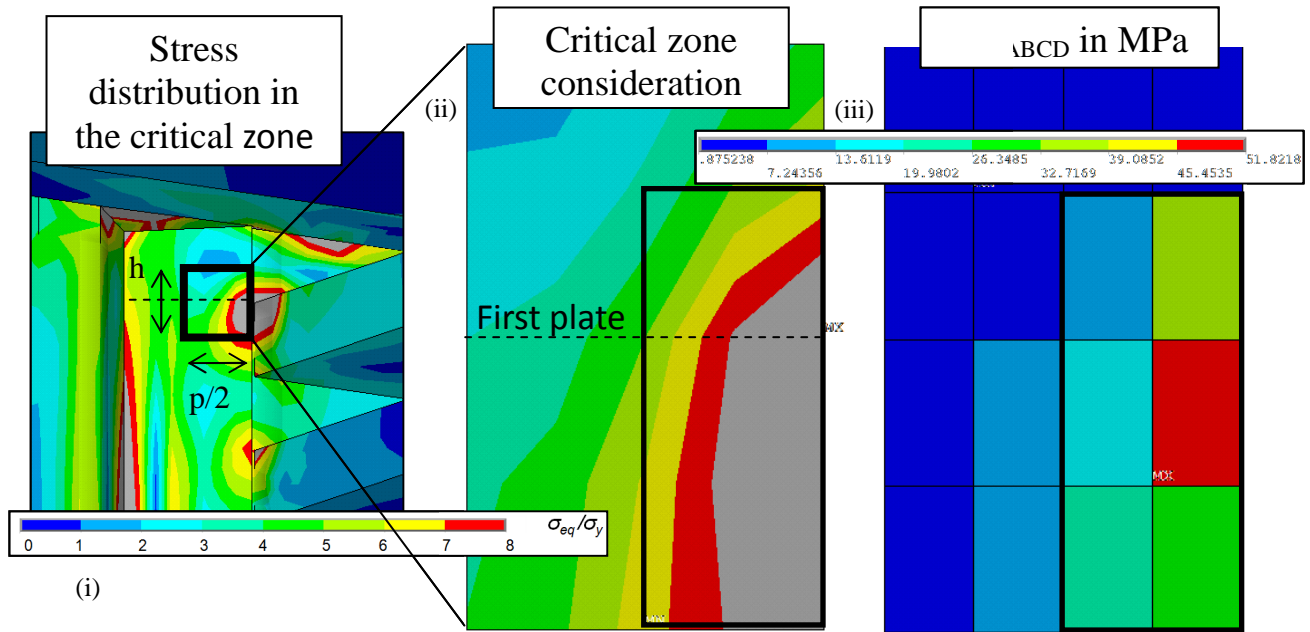 Stress
distribution in
the critical zone
Critical zone
consideration
ABCD in MPa
(ii)
(iii)
.875238 13.6119 26.3485 39.0852 51.8218
7.24356 19.9802 32.7169 45.4535
h
p/2
First plate
MX
MX
σeq/σy
0 1 2 3 4 5 6 7 8
(i)